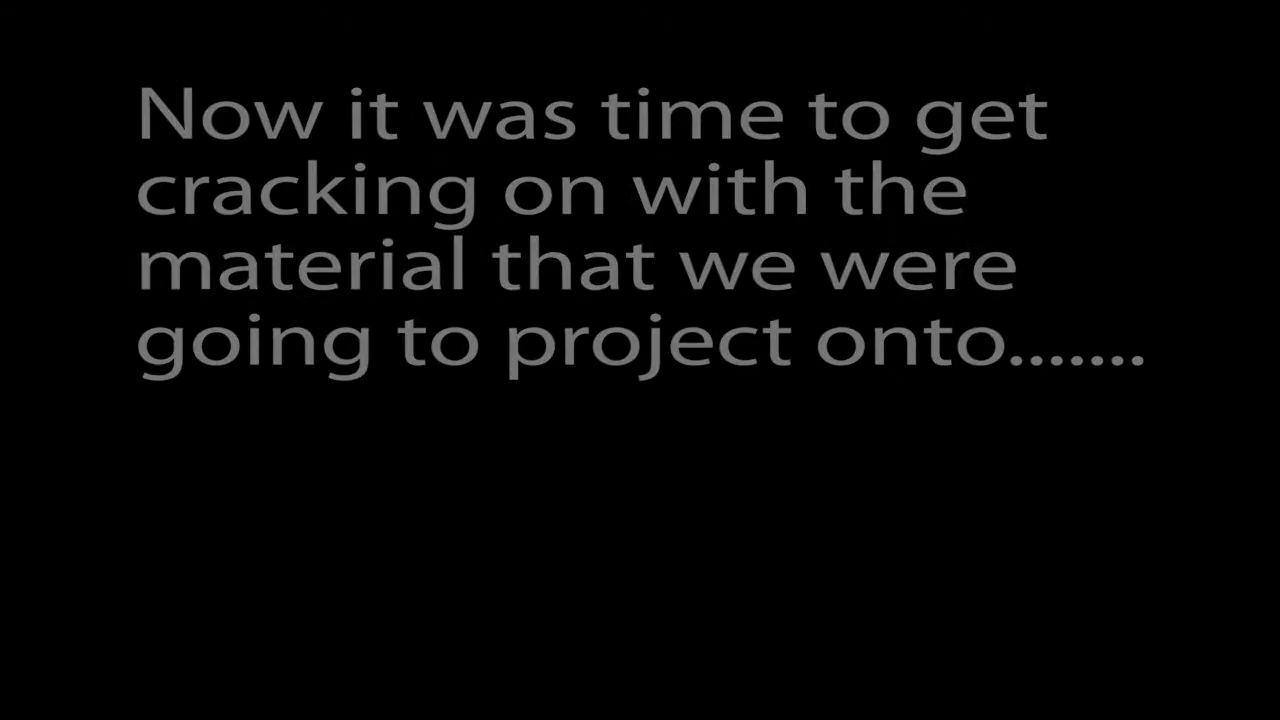 Now it was time to get
cracking on with the
material that we were
going to project onto.......